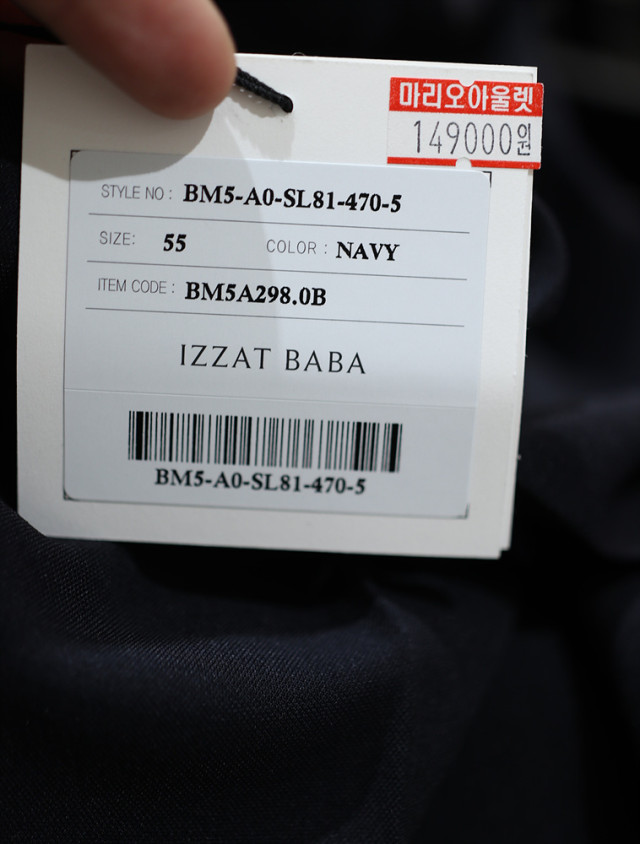 마리오아울렛
149000원
STYLE NO : BM5-A0-SL81-470-5
SIZE: 55 COLOR : NAVY
ITEM CODE : BM5A298.0B
IZZAT BABA
BM5-A0-SL81-470-5